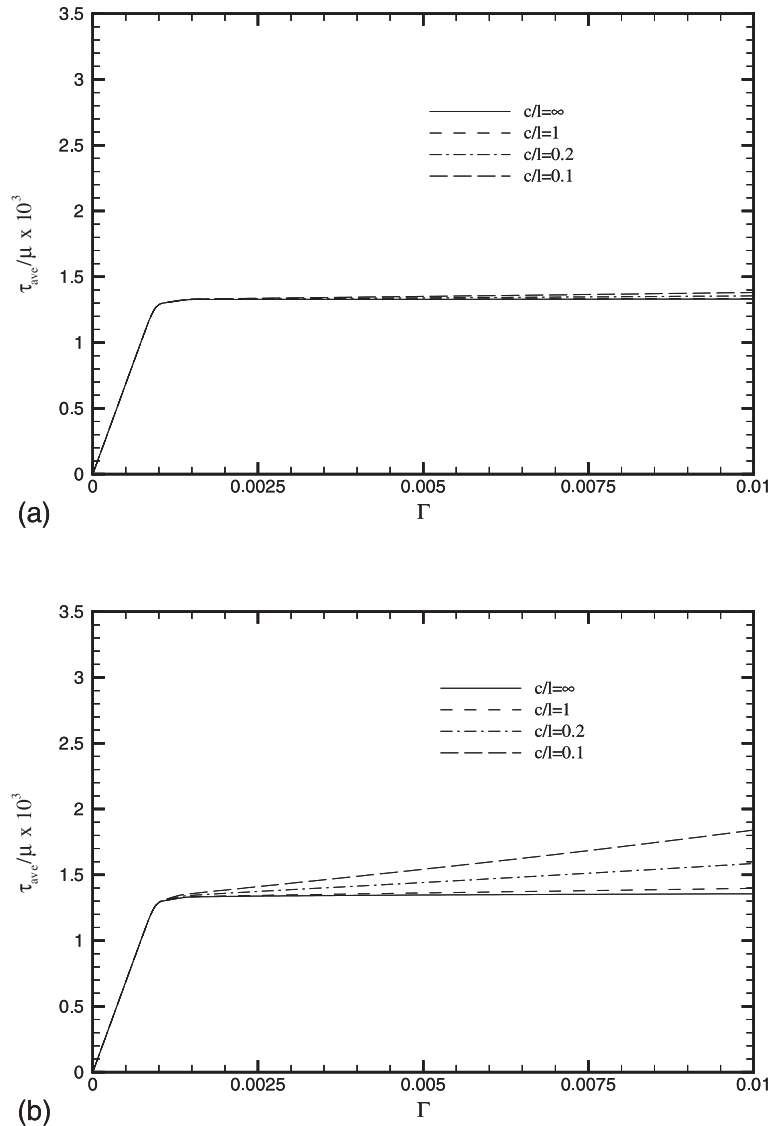 3.5
3
2.5
2
1.5
1
0.5
0
τave/μ x 10³
c/l=∞
c/l=1
c/l=0.2
c/l=0.1
0 0.0025 0.005 0.0075 0.01
Γ
(a)
3.5
3
2.5
2
1.5
1
0.5
0
τave/μ x 10³
c/l=∞
c/l=1
c/l=0.2
c/l=0.1
0 0.0025 0.005 0.0075 0.01
Γ
(b)